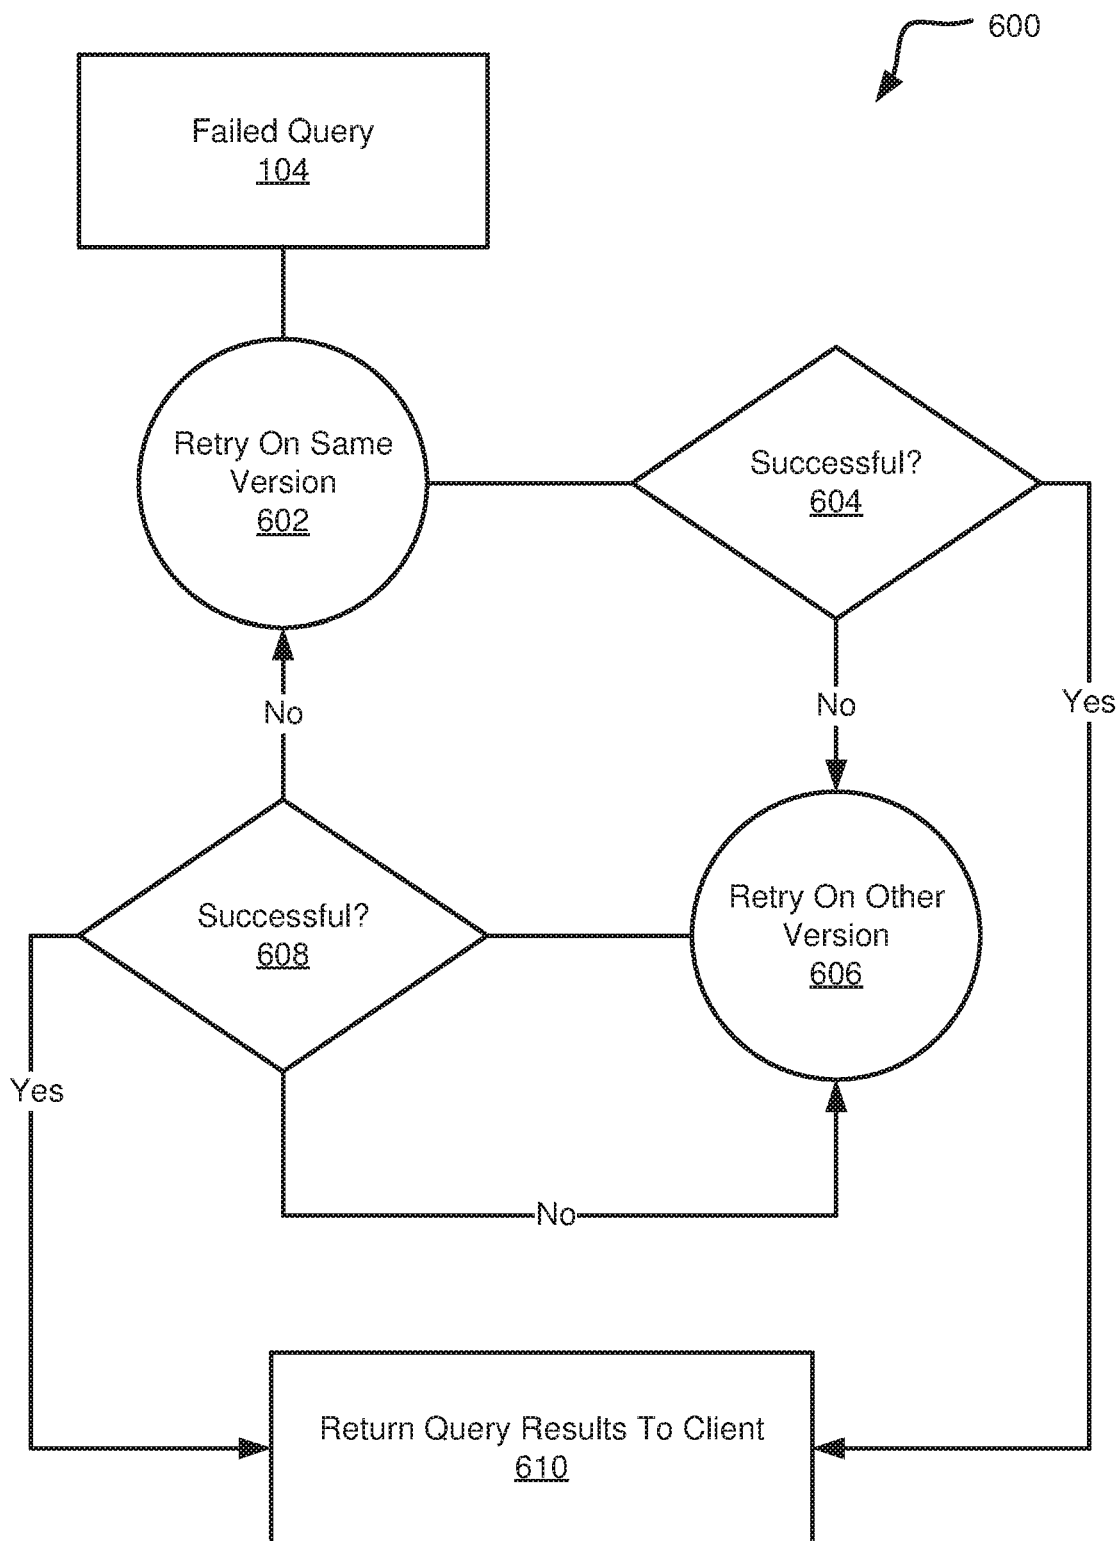 600
Failed Query
104
Retry On Same
Version
602
Successful?
604
No
No
Yes
Successful?
608
Retry On Other
Version
606
Yes
No
Return Query Results To Client
610